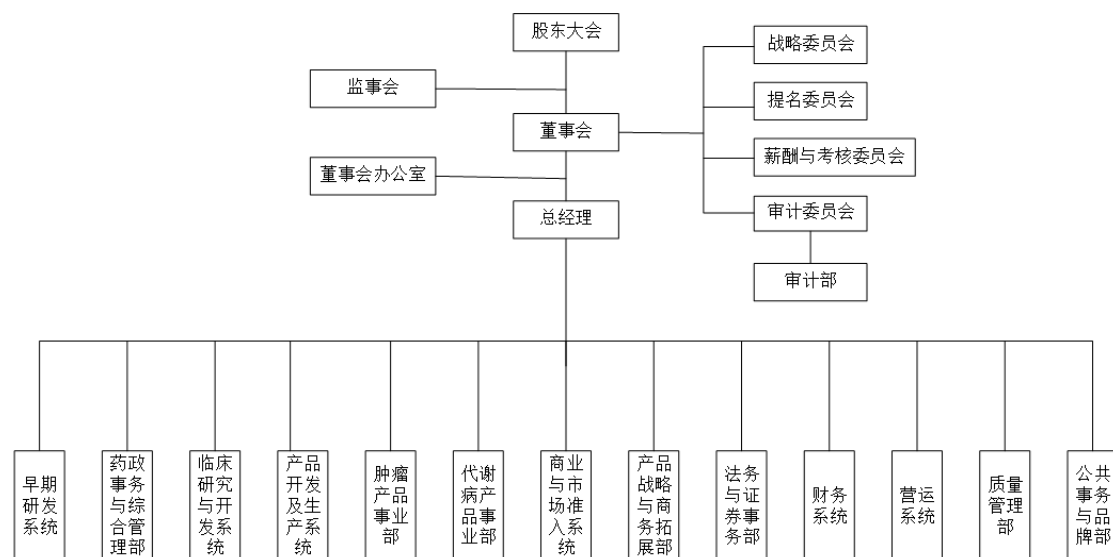 股东大会
战略委员会
监事会
提名委员会
董事会
薪酬与考核委员会
董事会办公室
总经理
审计委员会
审计部
早期
研发
系统
药政
事务
与综
合管
理部
临床
研究
与开
发系
统
产品
开发
及生
产系
统
肿瘤
产品
事业
部
代谢
病产
品事
业部
商业
与市
场准
入系
统
产品
战略
与商
务拓
展部
法务
与证
券事
务部
财务
系统
营运
系统
质量
管理
部
公共
事务
与品
牌部